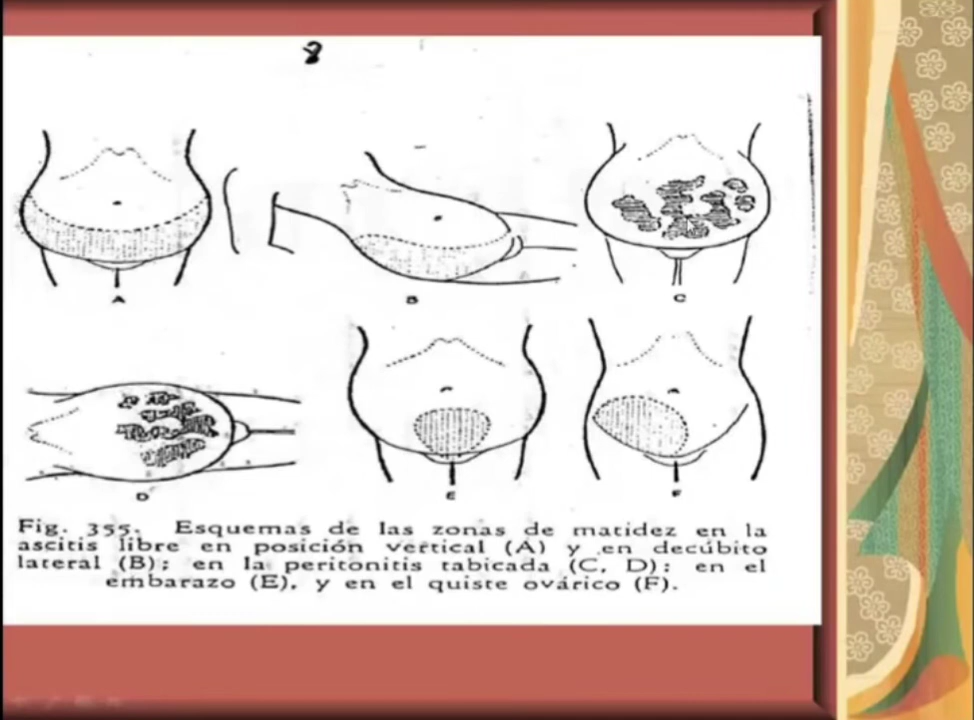 8
A
B
C
D
E
F
Fig. 355. Esquemas de las zonas de matidez en la
ascitis libre en posición vertical (A) y en decúbito
lateral (B); en la peritonitis tabicada (C, D); en el
embarazo (E), y en el quiste ovárico (F).